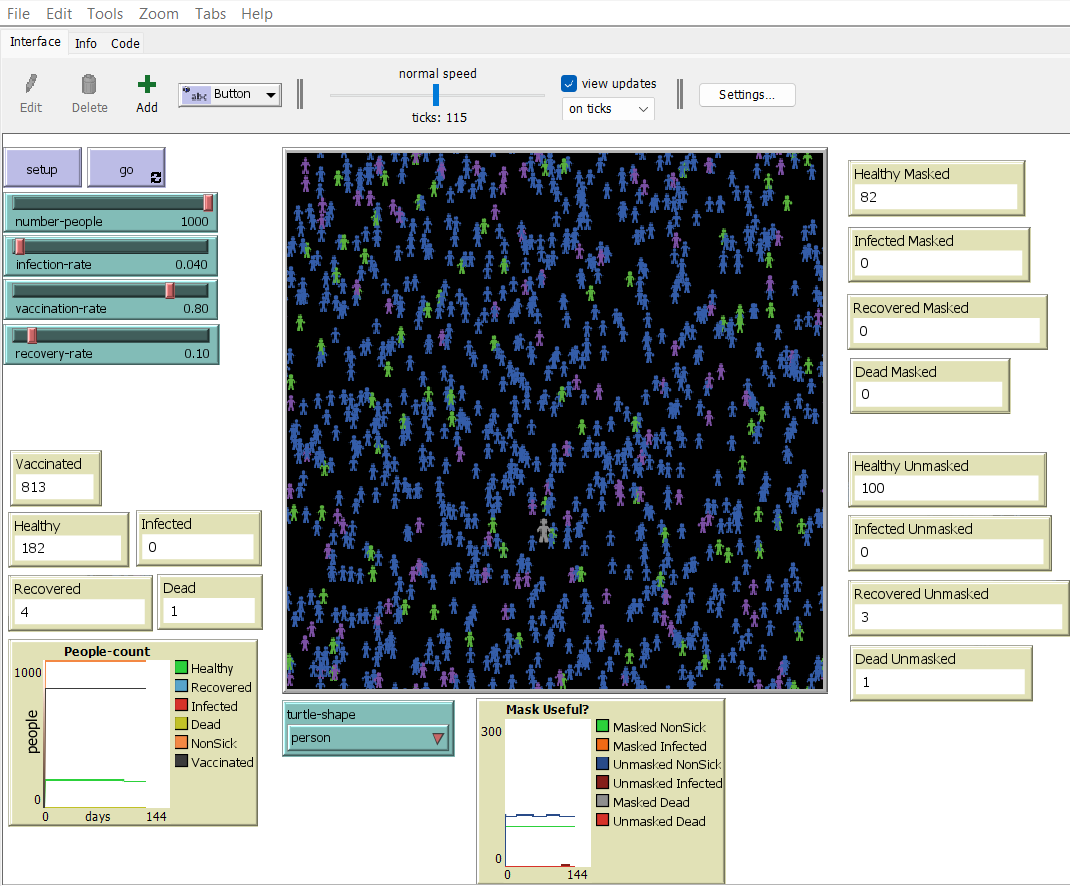 File Edit Tools Zoom Tabs Help
Interface Info Code
normal speed
Edit Delete Add abc Button
view updates
on ticks
Settings...
ticks: 115
setup go
number-people 1000
infection-rate 0.040
vaccination-rate 0.80
recovery-rate 0.10
Vaccinated
813
Healthy
182
Infected
0
Recovered
4
Dead
1
People-count
1000
people
0
0 days 144
Healthy
Recovered
Infected
Dead
NonSick
Vaccinated
turtle-shape
person
Mask Useful?
300
0
0 144
Masked NonSick
Masked Infected
Unmasked NonSick
Unmasked Infected
Masked Dead
Unmasked Dead
Healthy Masked
82
Infected Masked
0
Recovered Masked
0
Dead Masked
0
Healthy Unmasked
100
Infected Unmasked
0
Recovered Unmasked
3
Dead Unmasked
1